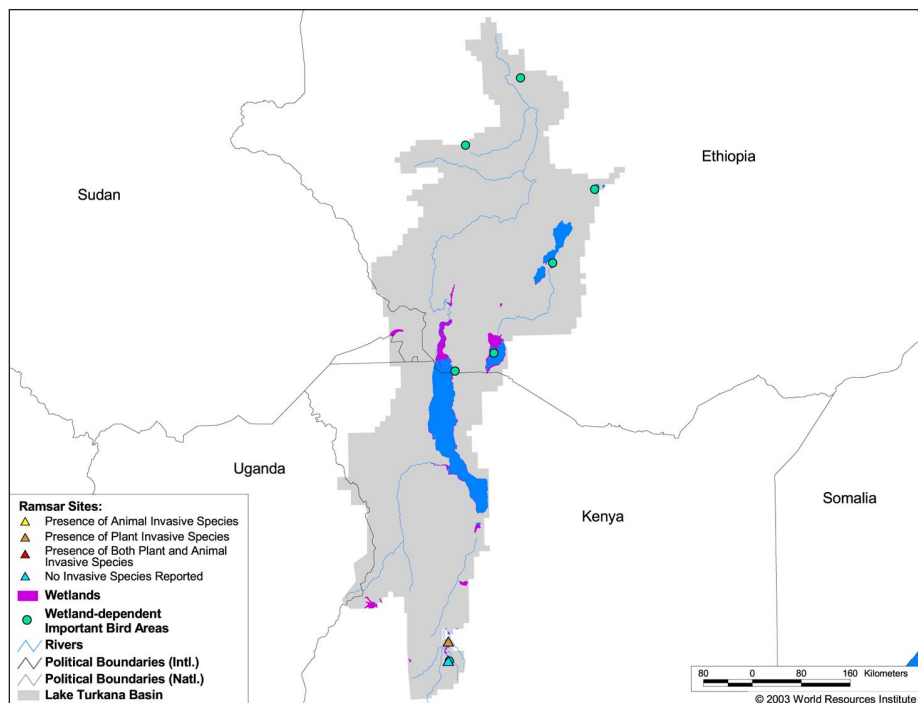 Ethiopia
Sudan
Uganda
Kenya
Somalia
Ramsar Sites:
Presence of Animal Invasive Species
Presence of Plant Invasive Species
Presence of Both Plant and Animal
Invasive Species
No Invasive Species Reported
Wetlands
Wetland-dependent
Important Bird Areas
Rivers
Political Boundaries (Intl.)
Political Boundaries (Natl.)
Lake Turkana Basin
80 0 80 160 Kilometers
© 2003 World Resources Institute